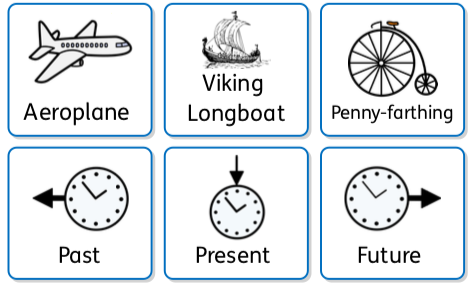 Aeroplane
Viking
Longboat
Penny-farthing
Past
Present
Future